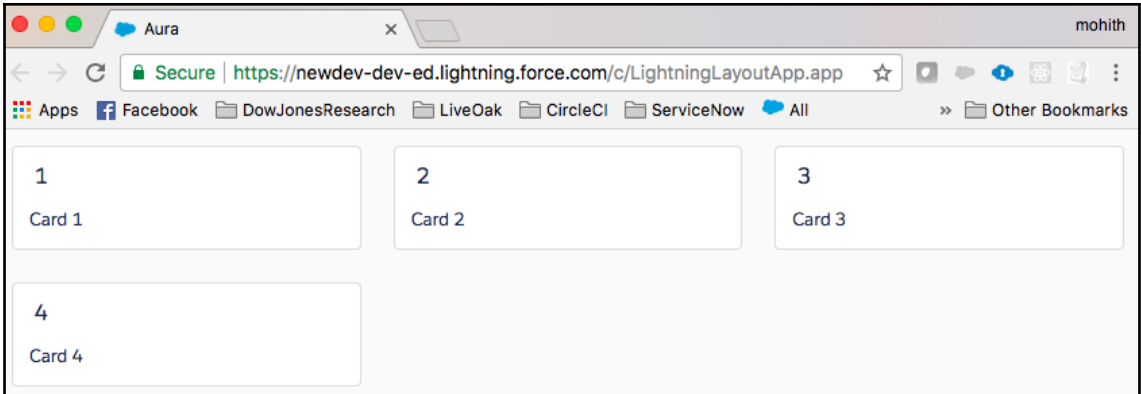 Aura
mohith
Secure https://newdev-dev-ed.lightning.force.com/c/LightningLayoutApp.app
Apps Facebook DowJonesResearch LiveOak CircleCI ServiceNow All » Other Bookmarks
1 2 3
Card 1 Card 2 Card 3
4
Card 4